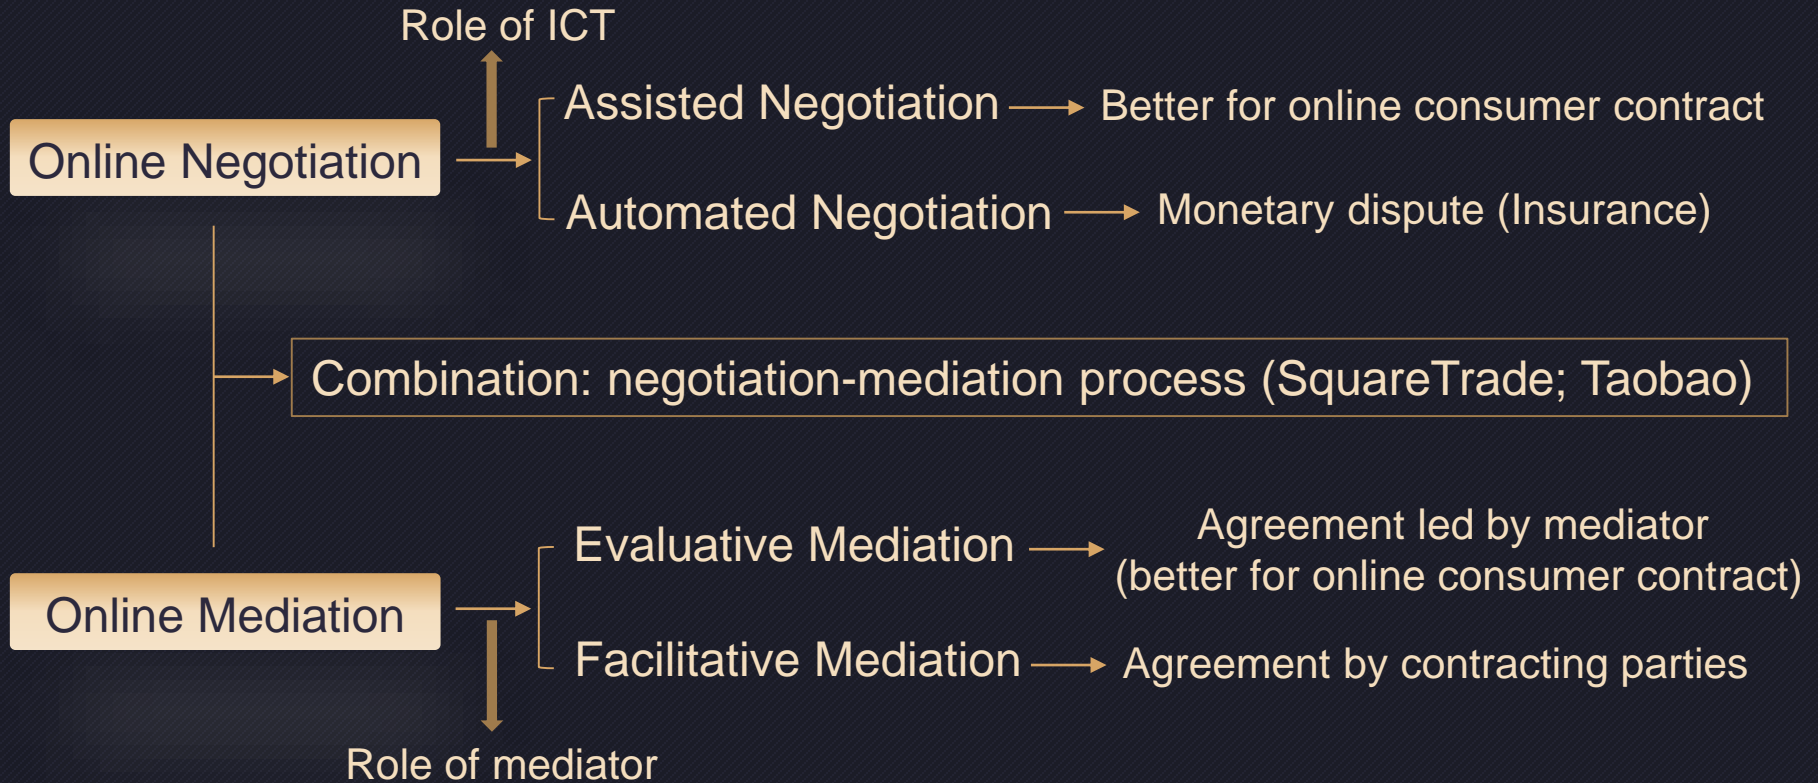 Role of ICT
Assisted Negotiation
Better for online consumer contract
Online Negotiation
Automated Negotiation
Monetary dispute (Insurance)
Combination: negotiation-mediation process (SquareTrade; Taobao)
Evaluative Mediation
Agreement led by mediator
(better for online consumer contract)
Online Mediation
Facilitative Mediation
Agreement by contracting parties
Role of mediator